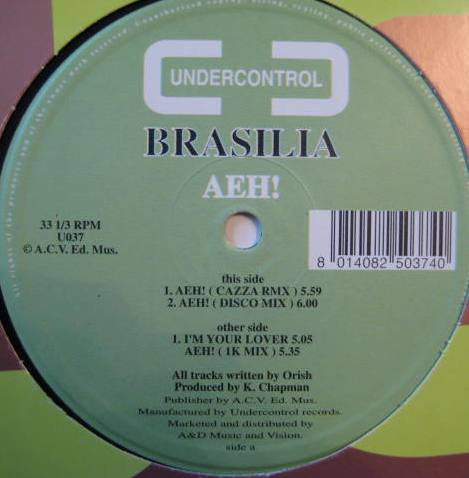 UNDERCONTROL
BRASILIA
AEH!
33 1/3 RPM
U037
© A.C.V. Ed. Mus.
8 014082 503740
this side
1. AEH! ( CAZZA RMX ) 5.59
2. AEH! ( DISCO MIX ) 6.00
other side
1. I'M YOUR LOVER 5.05
AEH! ( 1K MIX ) 5.35
All tracks written by Orish
Produced by K. Chapman
Publisher by A.C.V. Ed. Mus.
Manufactured by Undercontrol records.
Marketed and distributed by
A&D Music and Vision.
side a